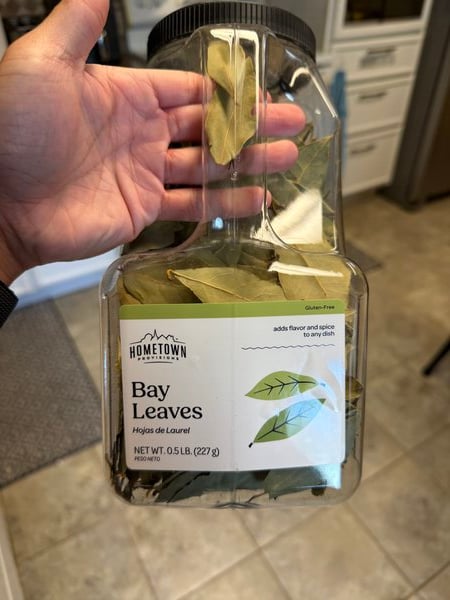 Gluten-Free
adds flavor and spice
to any dish
HOMETOWN
PROVISIONS
Bay
Leaves
Hojas de Laurel
NET WT. 0.5 LB. (227 g)
PESO NETO